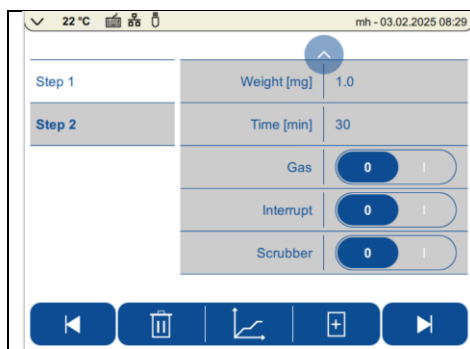 22 °C mh - 03.02.2025 08:29
Step 1 Weight [mg] 1.0
Step 2 Time [min] 30
Gas 0 I
Interrupt 0 I
Scrubber 0 I